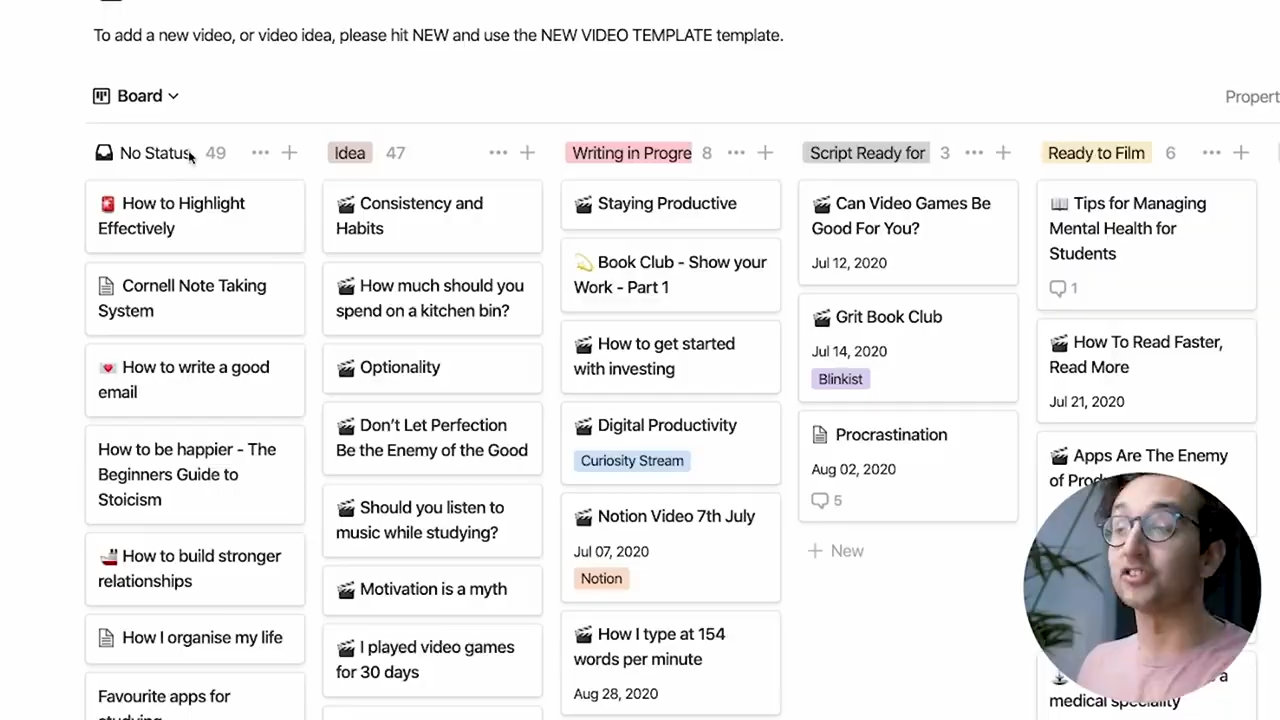 To add a new video, or video idea, please hit NEW and use the NEW VIDEO TEMPLATE template.
Board
Propert
No Status 49
How to Highlight
Effectively
Cornell Note Taking
System
How to write a good
email
How to be happier - The
Beginners Guide to
Stoicism
How to build stronger
relationships
How I organise my life
Favourite apps for
studying
Idea 47
Consistency and
Habits
How much should you
spend on a kitchen bin?
Optionality
Don't Let Perfection
Be the Enemy of the Good
Should you listen to
music while studying?
Motivation is a myth
I played video games
for 30 days
Writing in Progre 8
Staying Productive
Book Club - Show your
Work - Part 1
How to get started
with investing
Digital Productivity
Curiosity Stream
Notion Video 7th July
Jul 07, 2020
Notion
How I type at 154
words per minute
Aug 28, 2020
Script Ready for 3
Can Video Games Be
Good For You?
Jul 12, 2020
Grit Book Club
Jul 14, 2020
Blinkist
Procrastination
Aug 02, 2020
5
New
Ready to Film 6
Tips for Managing
Mental Health for
Students
1
How To Read Faster,
Read More
Jul 21, 2020
Apps Are The Enemy
of Prod
a
medical speciality